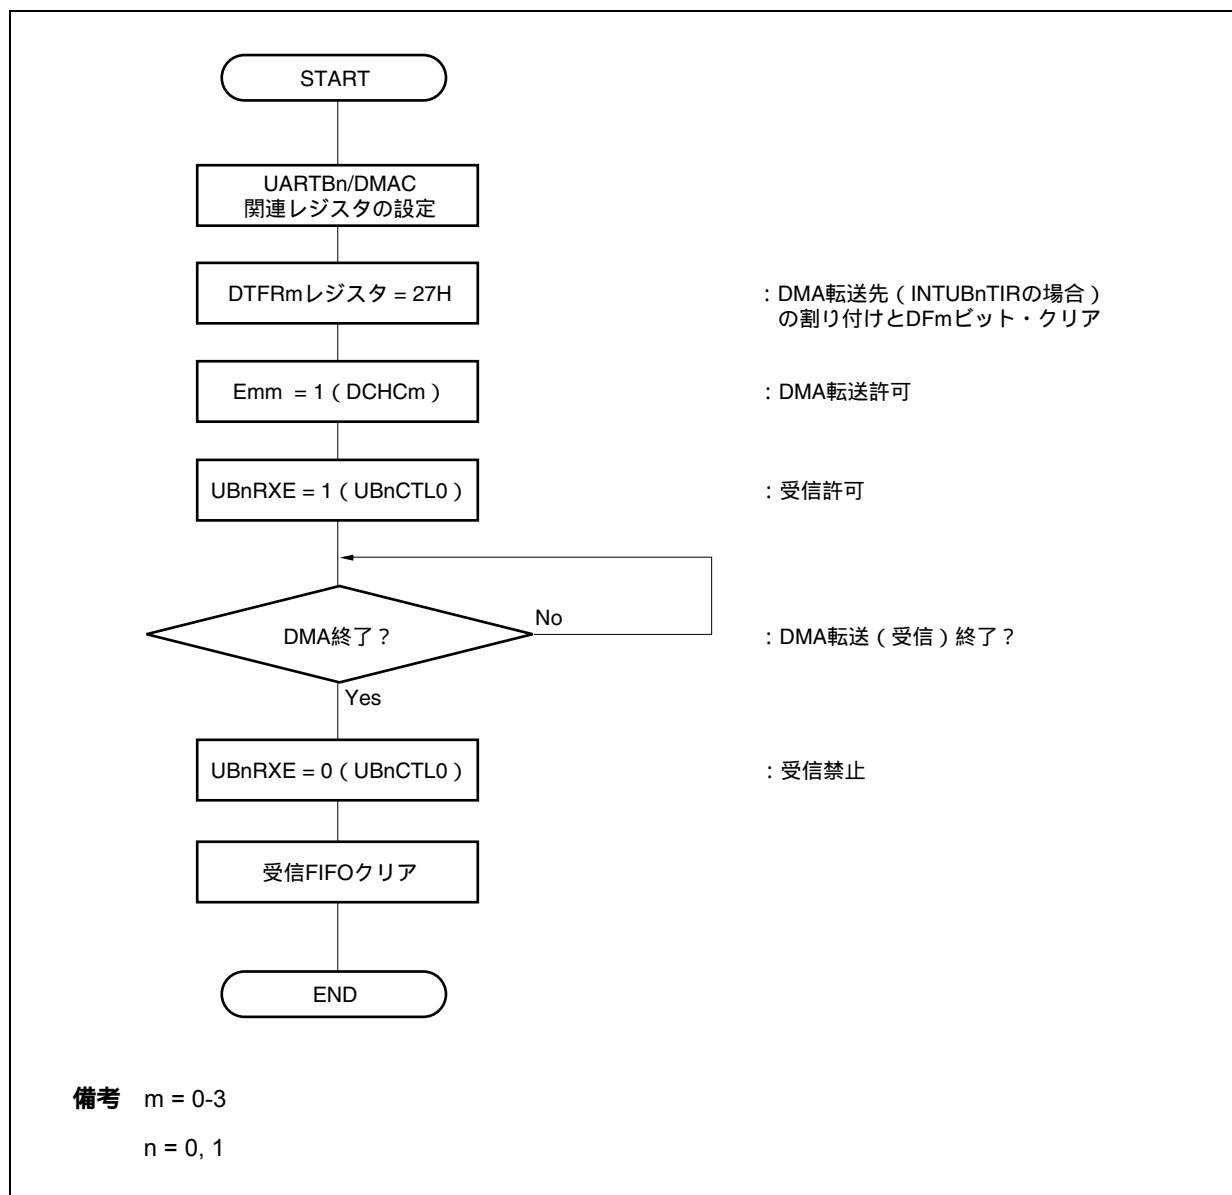 START
UARTBn/DMAC
関連レジスタの設定
DTFRmレジスタ = 27H
：DMA転送先（INTUBnTIRの場合）
の割り付けとDFmビット・クリア
Emm = 1（DCHCm）
：DMA転送許可
UBnRXE = 1（UBnCTL0）
：受信許可
DMA終了？
No
：DMA転送（受信）終了？
Yes
UBnRXE = 0（UBnCTL0）
：受信禁止
受信FIFOクリア
END
備考 m = 0-3
n = 0, 1